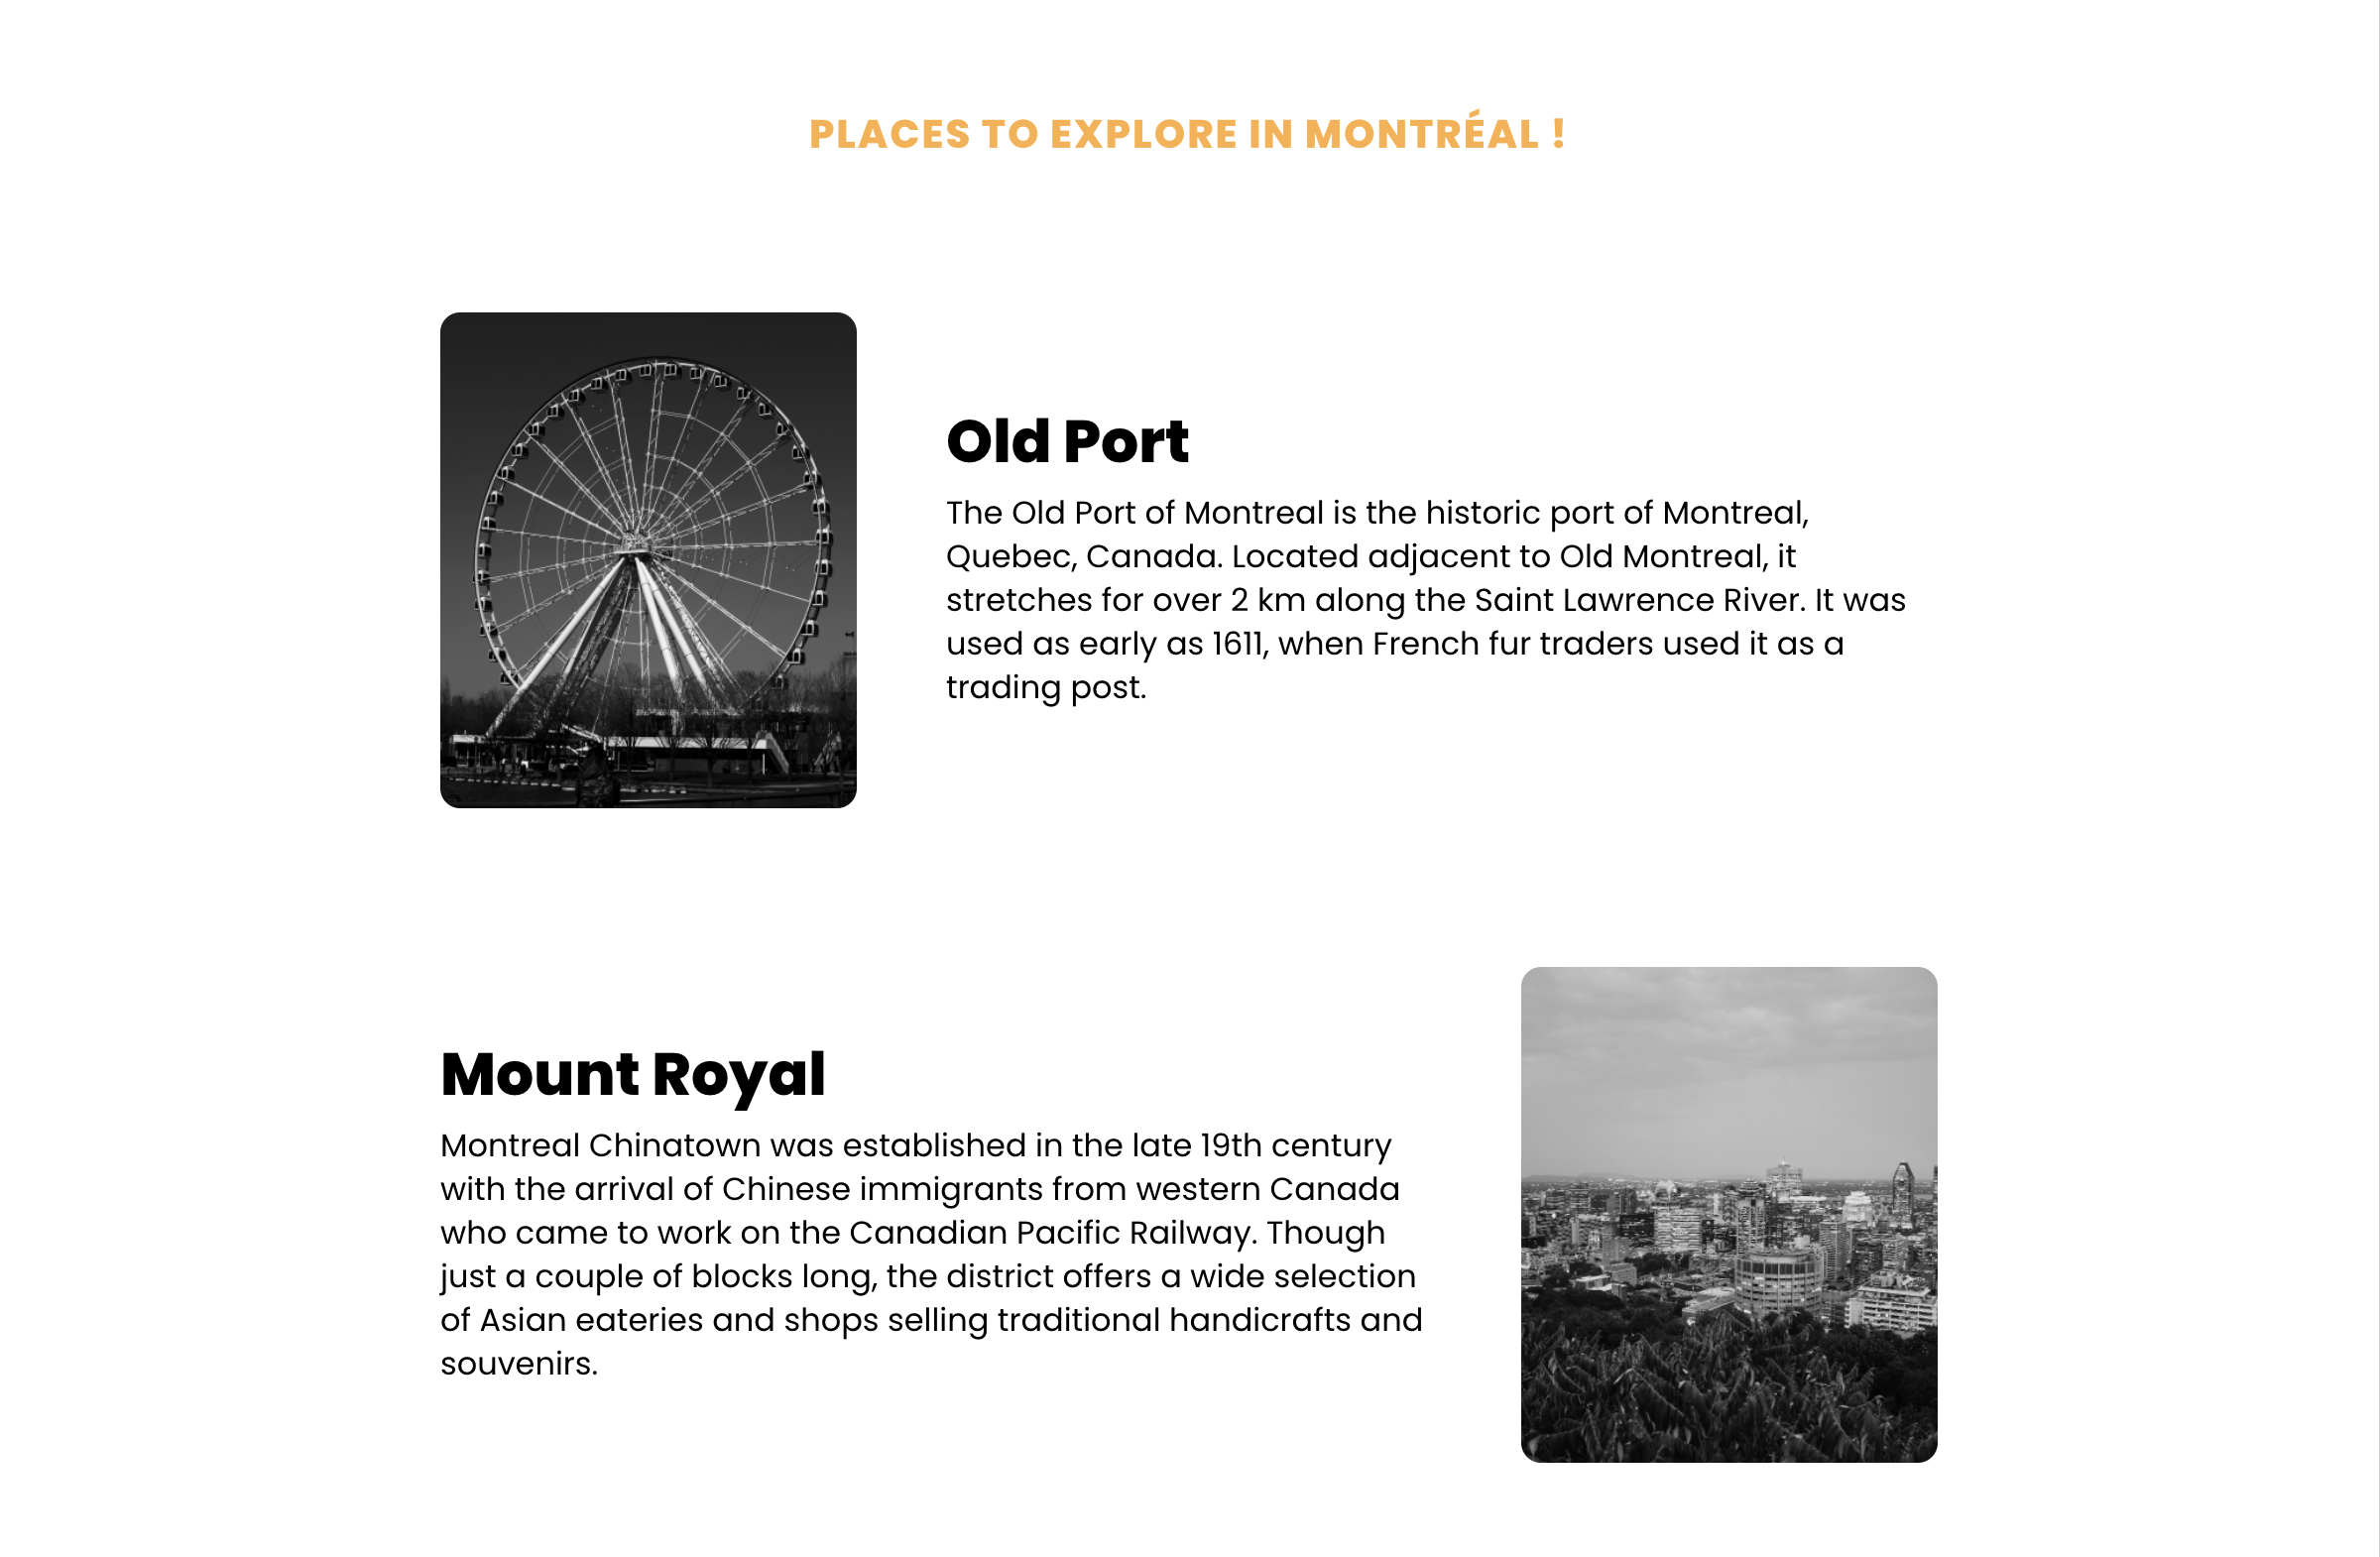 PLACES TO EXPLORE IN MONTRÉAL !
Old Port
The Old Port of Montreal is the historic port of Montreal,
Quebec, Canada. Located adjacent to Old Montreal, it
stretches for over 2 km along the Saint Lawrence River. It was
used as early as 1611, when French fur traders used it as a
trading post.
Mount Royal
Montreal Chinatown was established in the late 19th century
with the arrival of Chinese immigrants from western Canada
who came to work on the Canadian Pacific Railway. Though
just a couple of blocks long, the district offers a wide selection
of Asian eateries and shops selling traditional handicrafts and
souvenirs.